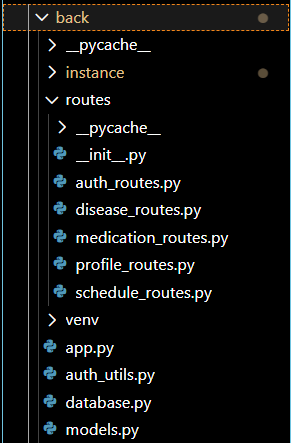 back
__pycache__
instance
routes
__pycache__
__init__.py
auth_routes.py
disease_routes.py
medication_routes.py
profile_routes.py
schedule_routes.py
venv
app.py
auth_utils.py
database.py
models.py